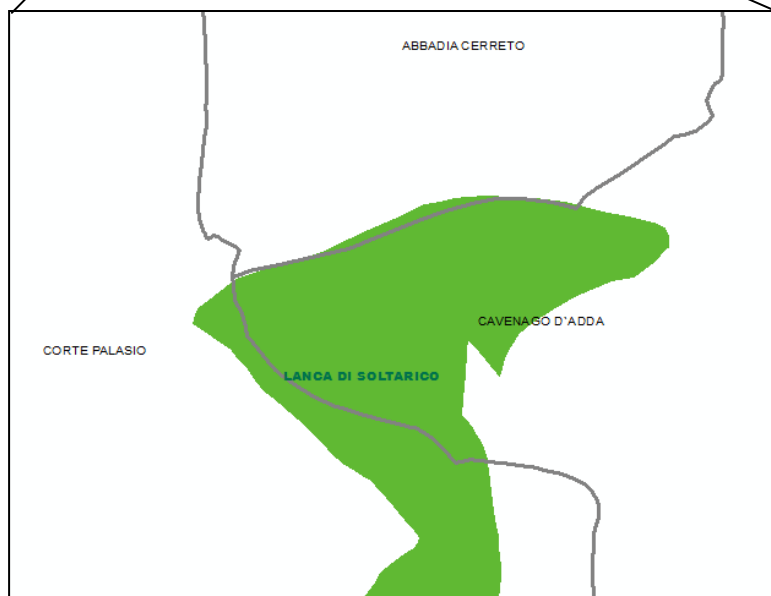 ABBADIA CERRETO
CAVENAGO D'ADDA
CORTE PALASIO
LANCA DI SOLTARICO